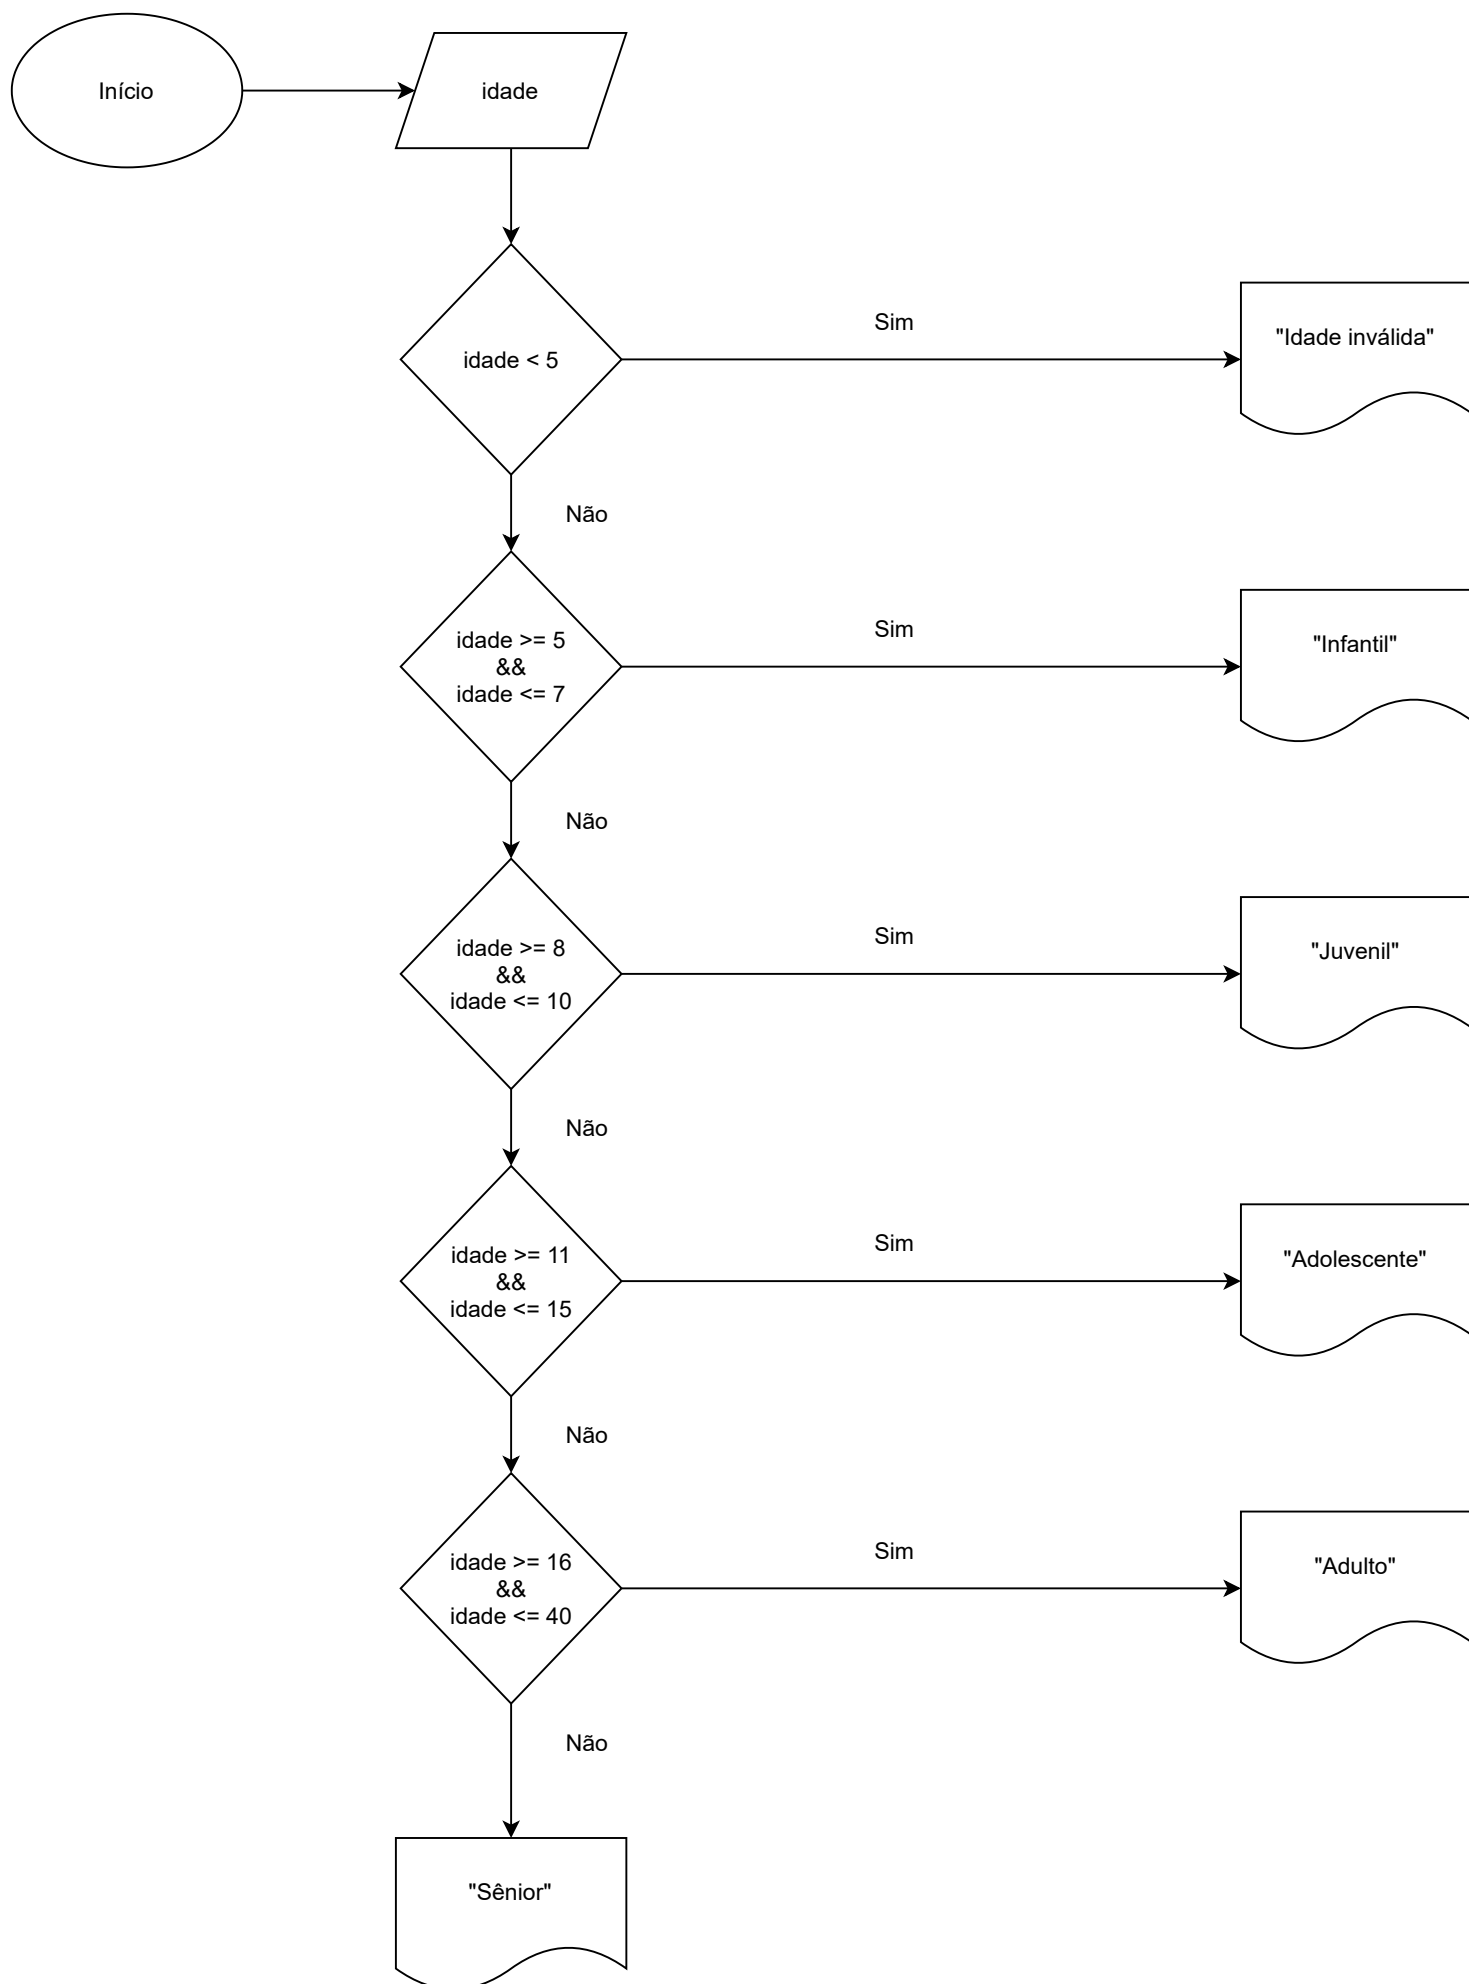 Início
idade
idade < 5
Sim
"Idade inválida"
Não
idade >= 5
&&
idade <= 7
Sim
"Infantil"
Não
idade >= 8
&&
idade <= 10
Sim
"Juvenil"
Não
idade >= 11
&&
idade <= 15
Sim
"Adolescente"
Não
idade >= 16
&&
idade <= 40
Sim
"Adulto"
Não
"Sênior"